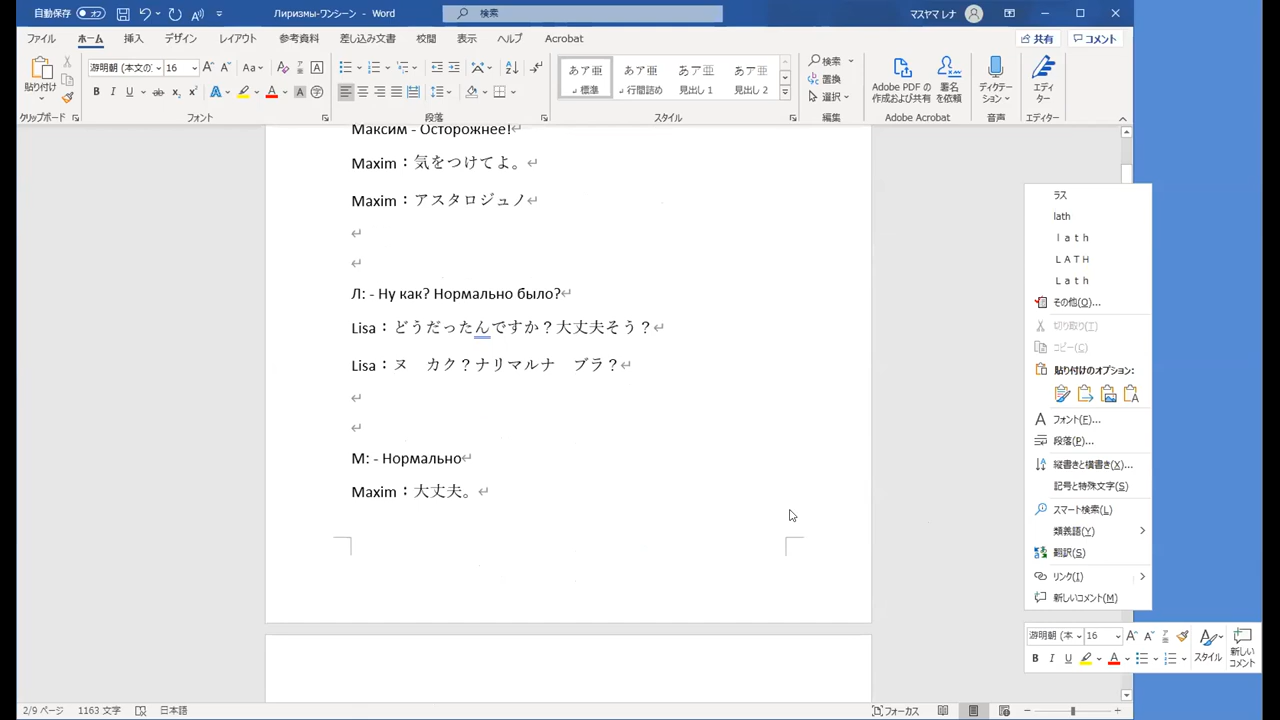 自動保存 オフ
Лиризмы-ワンシーン - Word
検索
マスヤマ レナ
ファイル ホーム 挿入 デザイン レイアウト 参考資料 差し込み文書 校閲 表示 ヘルプ Acrobat
共有 コメント
貼り付け
游明朝 (本文の 16
Aa
B I U ab x₂ x² A A A 字
あア亜 あア亜 あア亜 あア亜
↲ 標準 ↲ 行間詰め 見出し 1 見出し 2
検索
置換
選択
Adobe PDF の
作成および共有
署名
を依頼
ディクテー
ション
エディ
ター
クリップボード フォント 段落 スタイル 編集 Adobe Acrobat 音声 エディター
Максим - Осторожнее!↵
Maxim：気をつけてよ。↵
Maxim：アスタロジュノ↵
↵
↵
Л: - Ну как? Нормально было?↵
Lisa：どうだったんですか？大丈夫そう？↵
Lisa：ヌ　カク？ナリマルナ　ブラ？↵
↵
↵
М: - Нормально↵
Maxim：大丈夫。↵
ラス
lath
ｌａｔｈ
ＬＡＴＨ
Ｌａｔｈ
その他(O)...
切り取り(T)
コピー(C)
貼り付けのオプション:
フォント(F)...
段落(P)...
縦書きと横書き(X)...
記号と特殊文字(S)
スマート検索(L)
類義語(Y)
翻訳(S)
リンク(I)
新しいコメント(M)
游明朝 (本 16
B I U A
スタイル
新しい
コメント
2/9 ページ 1163 文字 日本語
フォーカス